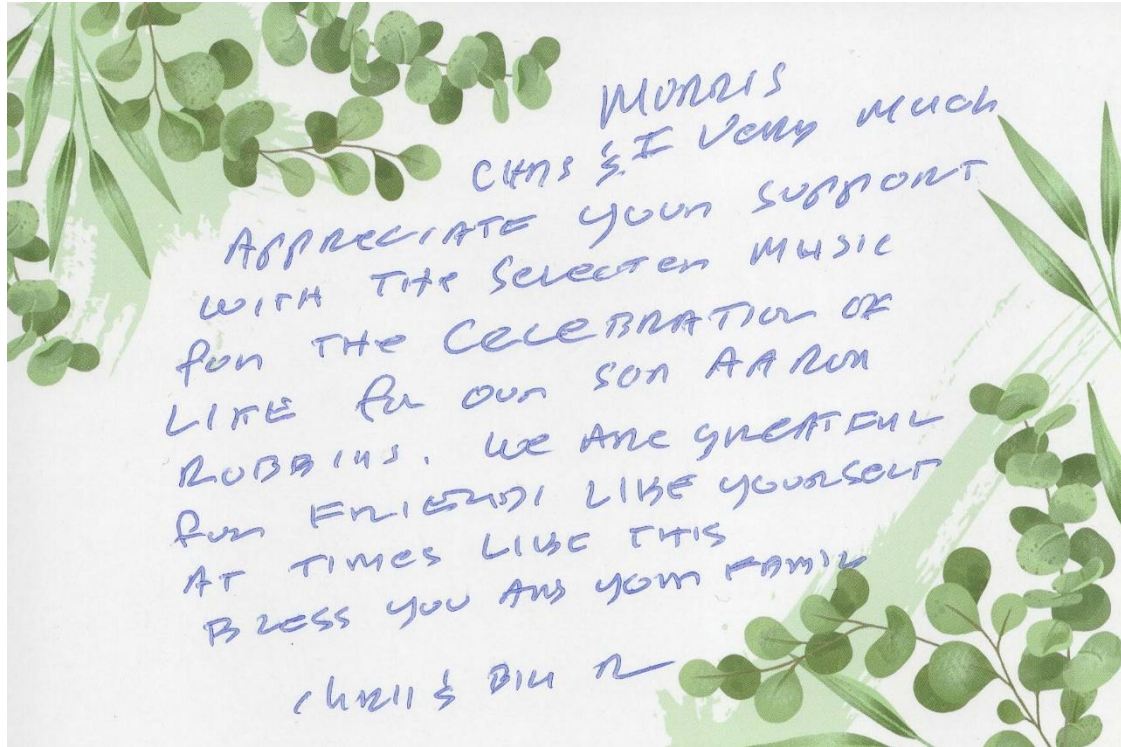 MORRIS
CHRIS & I VERY MUCH
APPRECIATE YOUR SUPPORT
WITH THE SELECTED MUSIC
FOR THE CELEBRATION OF
LIFE FOR OUR SON AARON
ROBBINS. WE ARE GREATFUL
FOR FRIENDS LIKE YOURSELF
AT TIMES LIKE THIS
BLESS YOU AND YOUR FAMILY
CHRIS & Bill R